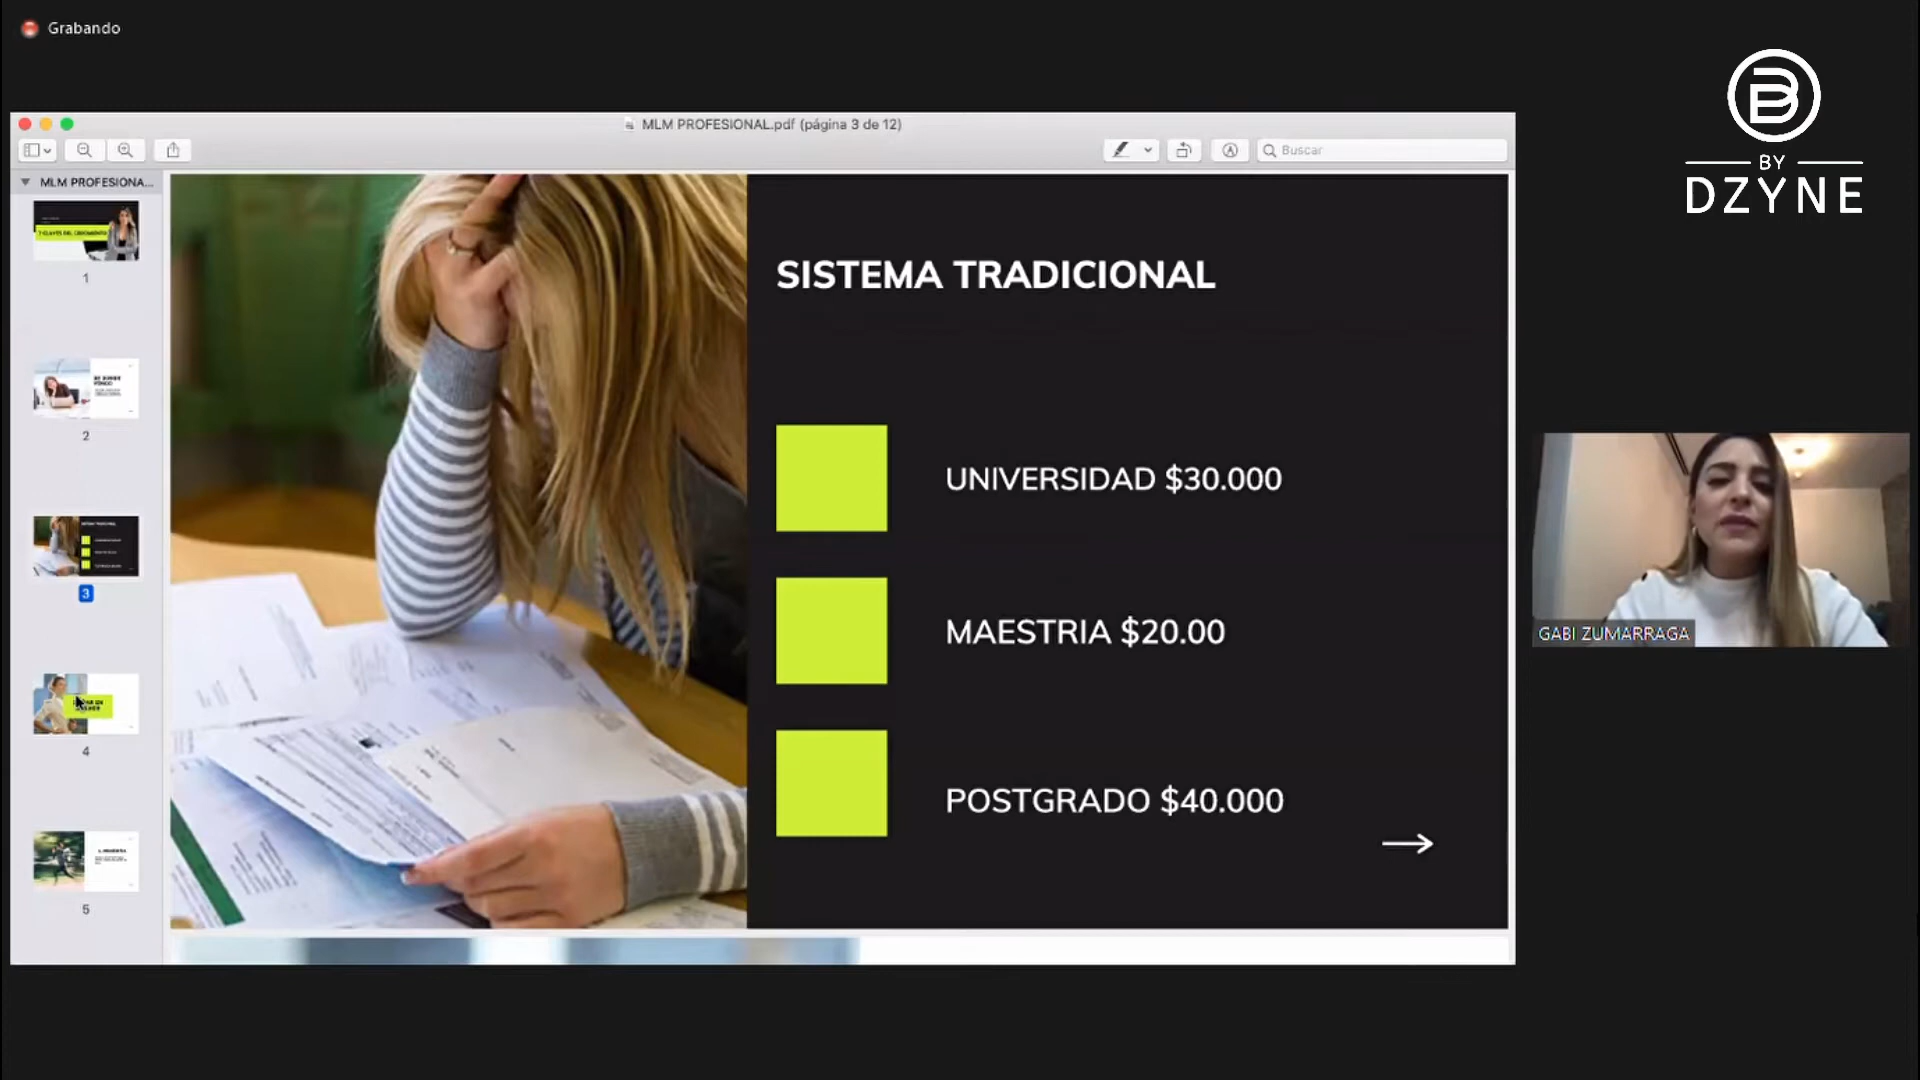 Grabando
MLM PROFESIONAL.pdf (página 3 de 12)
Buscar
MLM PROFESIONA...
1
2
3
4
5
SISTEMA TRADICIONAL
UNIVERSIDAD $30.000
MAESTRIA $20.00
POSTGRADO $40.000
B
BY
DZYNE
GABI ZUMARRAGA